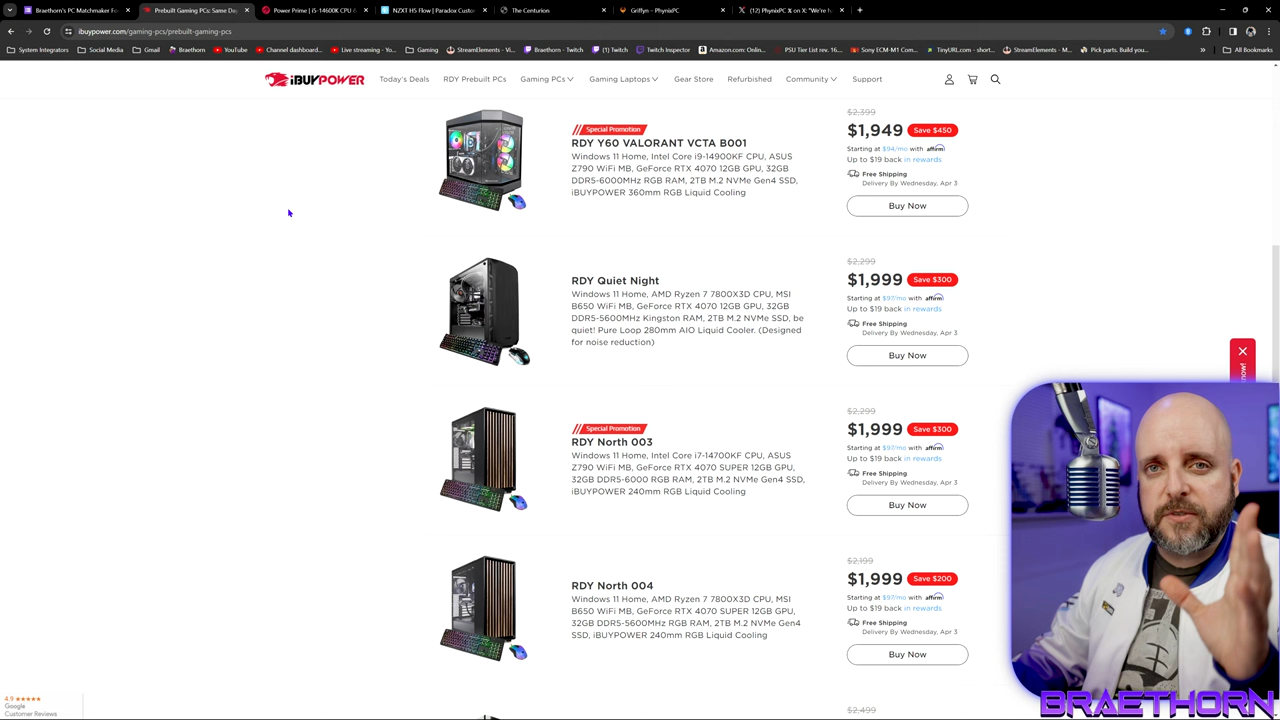 Braethorn's PC Matchmaker Fo
Prebuilt Gaming PCs: Same Da
Power Prime | i5-14600K CPU A
NZXT H5 Flow | Paradox Custom
The Centurion
Griffyn – PhynixPC
(12) PhynixPC X on X: "We're h
ibuypower.com/gaming-pcs/prebuilt-gaming-pcs
System Integrators
Social Media
Gaming
Braethorn
YouTube
Channel dashboard...
Live streaming - Yo...
Gaming
StreamElements - Vi...
Braethorn - Twitch
(1) Twitch
Twitch Inspector
Amazon.com: Onlin...
PSU Tier List rev. 16....
Sony ECM-M1 Com...
TinyURL.com - short...
StreamElements - M...
Pick parts. Build you...
All Bookmarks
iBUYPOWER
Today's Deals
RDY Prebuilt PCs
Gaming PCs
Gaming Laptops
Gear Store
Refurbished
Community
Support
Special Promotion
RDY Y60 VALORANT VCTA B001
Windows 11 Home, Intel Core i9-14900KF CPU, ASUS
Z790 WiFi MB, GeForce RTX 4070 12GB GPU, 32GB
DDR5-6000MHz RGB RAM, 2TB M.2 NVMe Gen4 SSD,
iBUYPOWER 360mm RGB Liquid Cooling
$2,399
$1,949 Save $450
Starting at $94/mo with affirm
Up to $19 back in rewards
Free Shipping
Delivery By Wednesday, Apr 3
Buy Now
RDY Quiet Night
Windows 11 Home, AMD Ryzen 7 7800X3D CPU, MSI
B650 WiFi MB, GeForce RTX 4070 12GB GPU, 32GB
DDR5-5600MHz Kingston RAM, 2TB M.2 NVMe SSD, be
quiet! Pure Loop 280mm AIO Liquid Cooler. (Designed
for noise reduction)
$2,299
$1,999 Save $300
Starting at $97/mo with affirm
Up to $19 back in rewards
Free Shipping
Delivery By Wednesday, Apr 3
Buy Now
Special Promotion
RDY North 003
Windows 11 Home, Intel Core i7-14700KF CPU, ASUS
Z790 WiFi MB, GeForce RTX 4070 SUPER 12GB GPU,
32GB DDR5-6000 RGB RAM, 2TB M.2 NVMe Gen4 SSD,
iBUYPOWER 240mm RGB Liquid Cooling
$2,299
$1,999 Save $300
Starting at $97/mo with affirm
Up to $19 back in rewards
Free Shipping
Delivery By Wednesday, Apr 3
Buy Now
RDY North 004
Windows 11 Home, AMD Ryzen 7 7800X3D CPU, MSI
B650 WiFi MB, GeForce RTX 4070 SUPER 12GB GPU,
32GB DDR5-5600MHz RGB RAM, 2TB M.2 NVMe Gen4
SSD, iBUYPOWER 240mm RGB Liquid Cooling
$2,199
$1,999 Save $200
Starting at $97/mo with affirm
Up to $19 back in rewards
Free Shipping
Delivery By Wednesday, Apr 3
Buy Now
$2,499
now!
4.9
Google
Customer Reviews
BRAETHORN